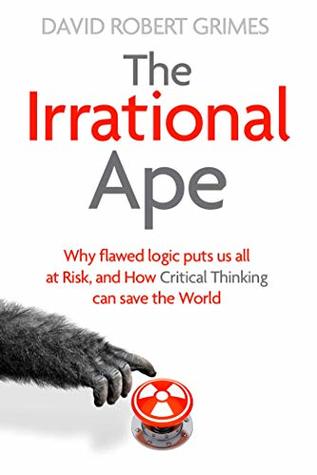 DAVID ROBERT GRIMES
The
Irrational
Ape
Why flawed logic puts us all
at Risk, and How Critical Thinking
can save the World